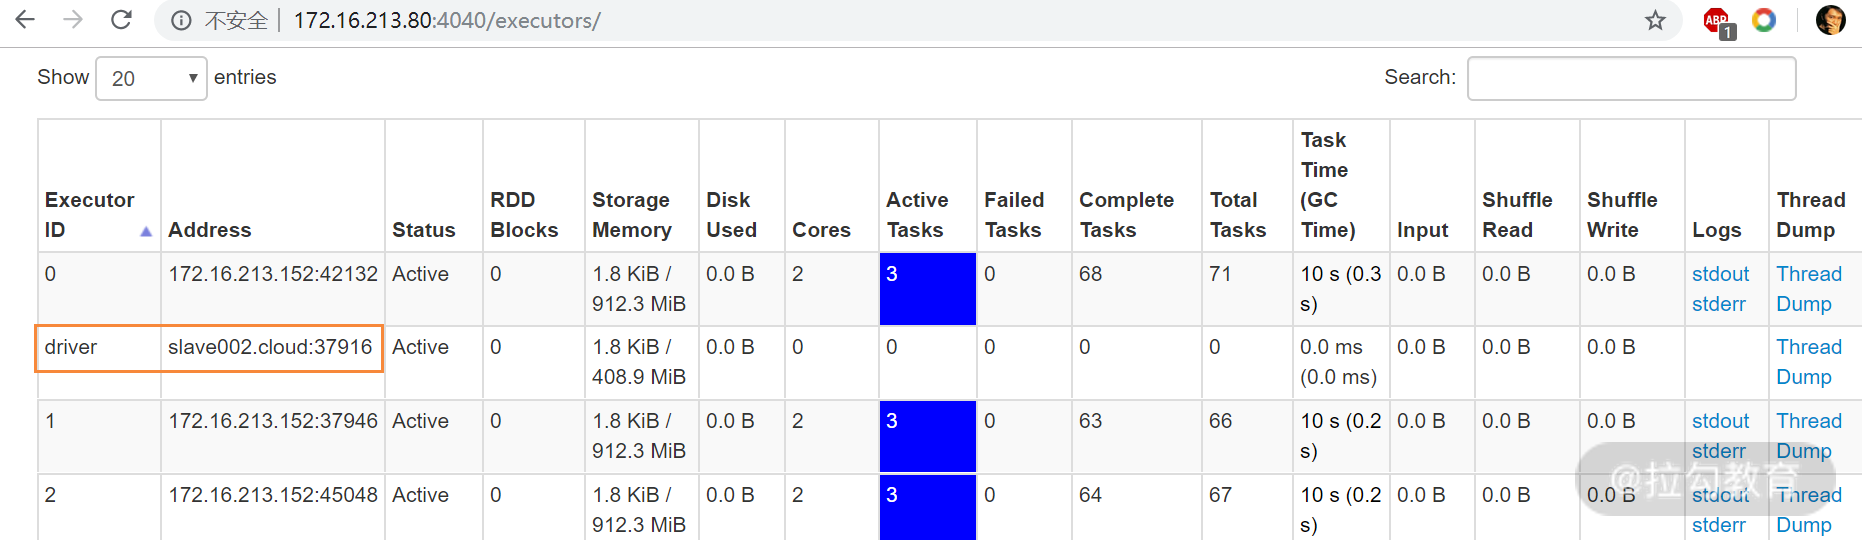 不安全 172.16.213.80:4040/executors/
ABP 1
Show 20 entries Search:
Executor ID Address Status RDD Blocks Storage Memory Disk Used Cores Active Tasks Failed Tasks Complete Tasks Total Tasks Task Time (GC Time) Input Shuffle Read Shuffle Write Logs Thread Dump
0 172.16.213.152:42132 Active 0 1.8 KiB / 912.3 MiB 0.0 B 2 3 0 68 71 10 s (0.3 s) 0.0 B 0.0 B 0.0 B stdout stderr Thread Dump
driver slave002.cloud:37916 Active 0 1.8 KiB / 408.9 MiB 0.0 B 0 0 0 0 0 0.0 ms (0.0 ms) 0.0 B 0.0 B 0.0 B Thread Dump
1 172.16.213.152:37946 Active 0 1.8 KiB / 912.3 MiB 0.0 B 2 3 0 63 66 10 s (0.2 s) 0.0 B 0.0 B 0.0 B stdout stderr Thread Dump
2 172.16.213.152:45048 Active 0 1.8 KiB / 912.3 MiB 0.0 B 2 3 0 64 67 10 s (0.2 s) 0.0 B 0.0 B 0.0 B stdout stderr Thread Dump
@拉勾教育